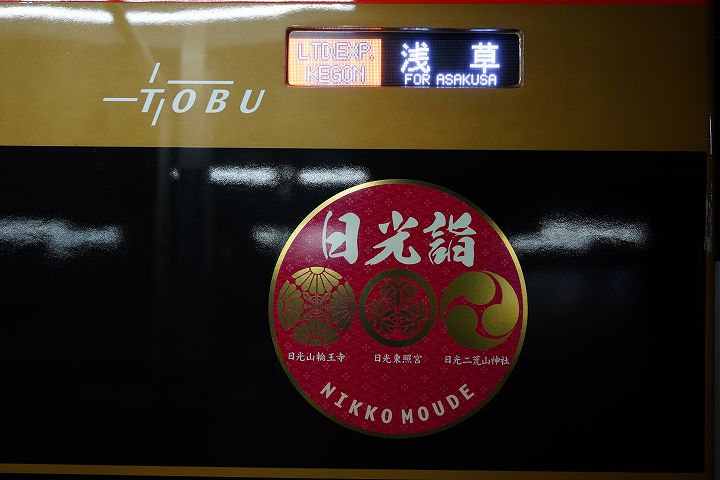 LTD.EXP.
KEGON
浅草
FOR ASAKUSA
TOBU
日光詣
日光山輪王寺
日光東照宮
日光二荒山神社
NIKKO MOUDE